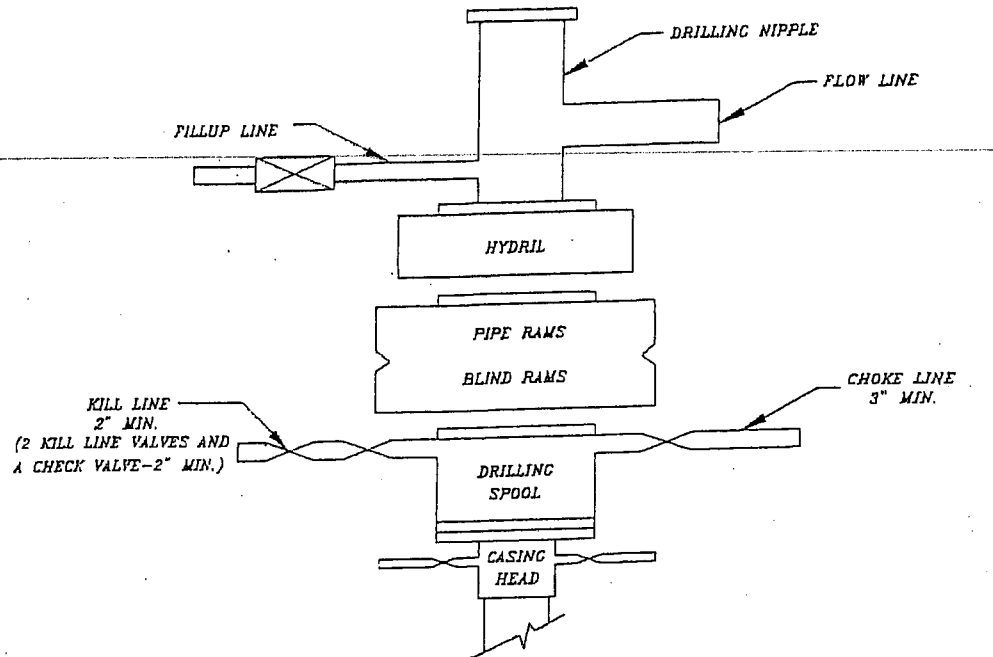 DRILLING NIPPLE
FLOW LINE
FILLUP LINE
HYDRIL
PIPE RAMS
BLIND RAMS
CHOKE LINE
3" MIN.
KILL LINE
2" MIN.
(2 KILL LINE VALVES AND
A CHECK VALVE-2" MIN.)
DRILLING
SPOOL
CASING
HEAD